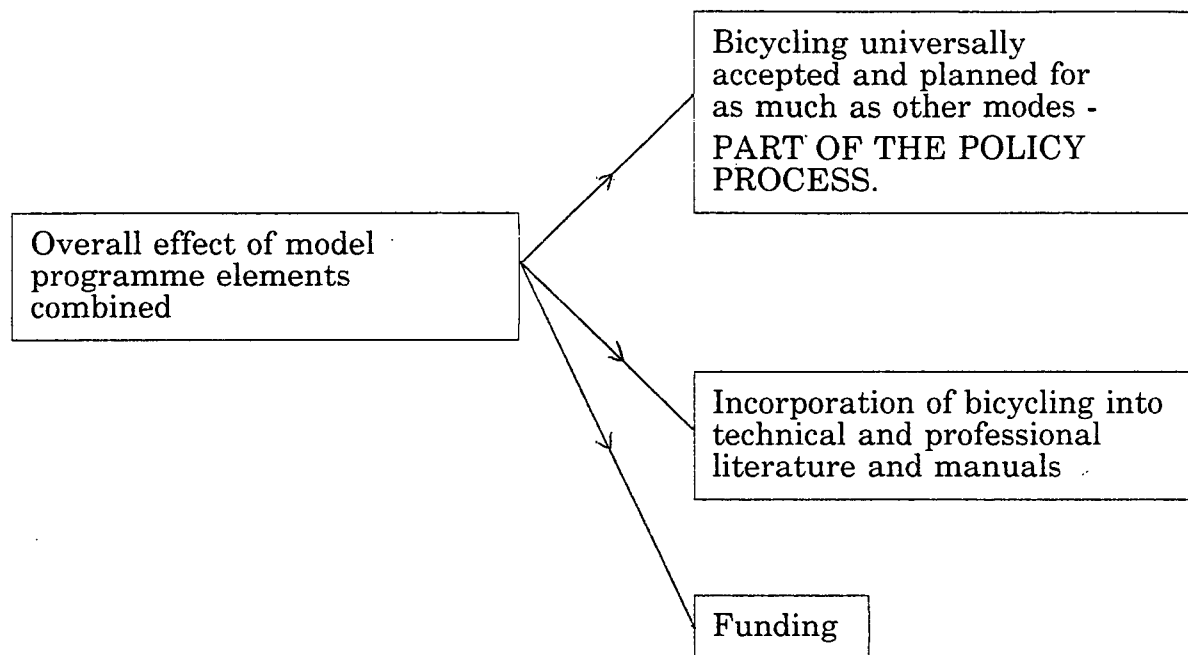 Bicycling universally
accepted and planned for
as much as other modes -
PART OF THE POLICY
PROCESS.
Overall effect of model
programme elements
combined
Incorporation of bicycling into
technical and professional
literature and manuals
Funding